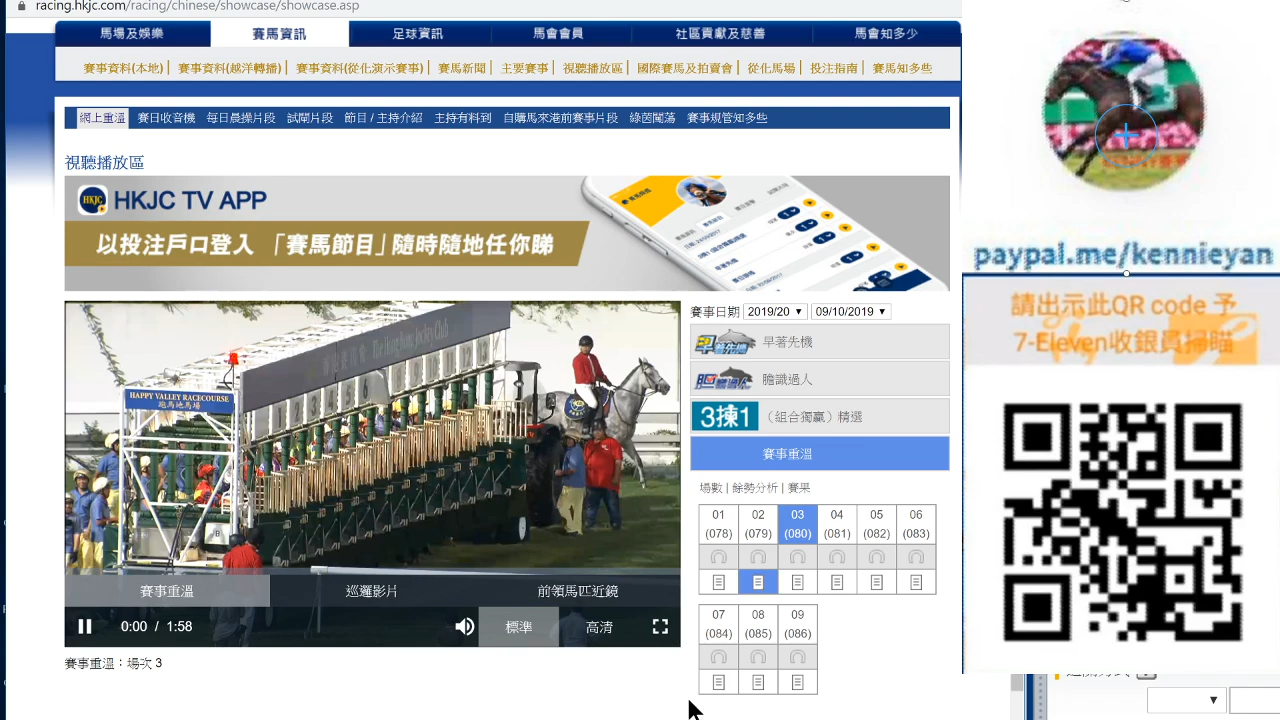 racing.hkjc.com/racing/chinese/showcase/showcase.asp
馬場及娛樂 賽馬資訊 足球資訊 馬會會員 社區貢獻及慈善 馬會知多少
賽事資料(本地) | 賽事資料(越洋轉播) | 賽事資料(從化演示賽事) | 賽馬新聞 | 主要賽事 | 視聽播放區 | 國際賽馬及拍賣會 | 從化馬場 | 投注指南 | 賽馬知多些
網上重溫 賽日收音機 每日晨操片段 試閘片段 節目 / 主持介紹 主持有料到 自購馬來港前賽事片段 綠茵闖蕩 賽事規管知多些
視聽播放區
HKJC TV APP
HKJC
以投注戶口登入 「賽馬節目」隨時隨地任你睇
The Hong Kong Jockey Club
HAPPY VALLEY RACECOURSE
跑馬地馬場
賽事重溫 巡邏影片 前領馬匹近鏡
0:00 / 1:58 標準 高清
賽事重溫：場次 3
賽事日期 2019/20 ▼ 09/10/2019 ▼
早著先機 早著先機
膽識過人
3揀1 （組合獨贏）精選
賽事重溫
場數 | 餘勢分析 | 賽果
01 02 03 04 05 06
(078) (079) (080) (081) (082) (083)
07 08 09
(084) (085) (086)
paypal.me/kennieyan
請出示此QR code 予
7-Eleven收銀員掃瞄